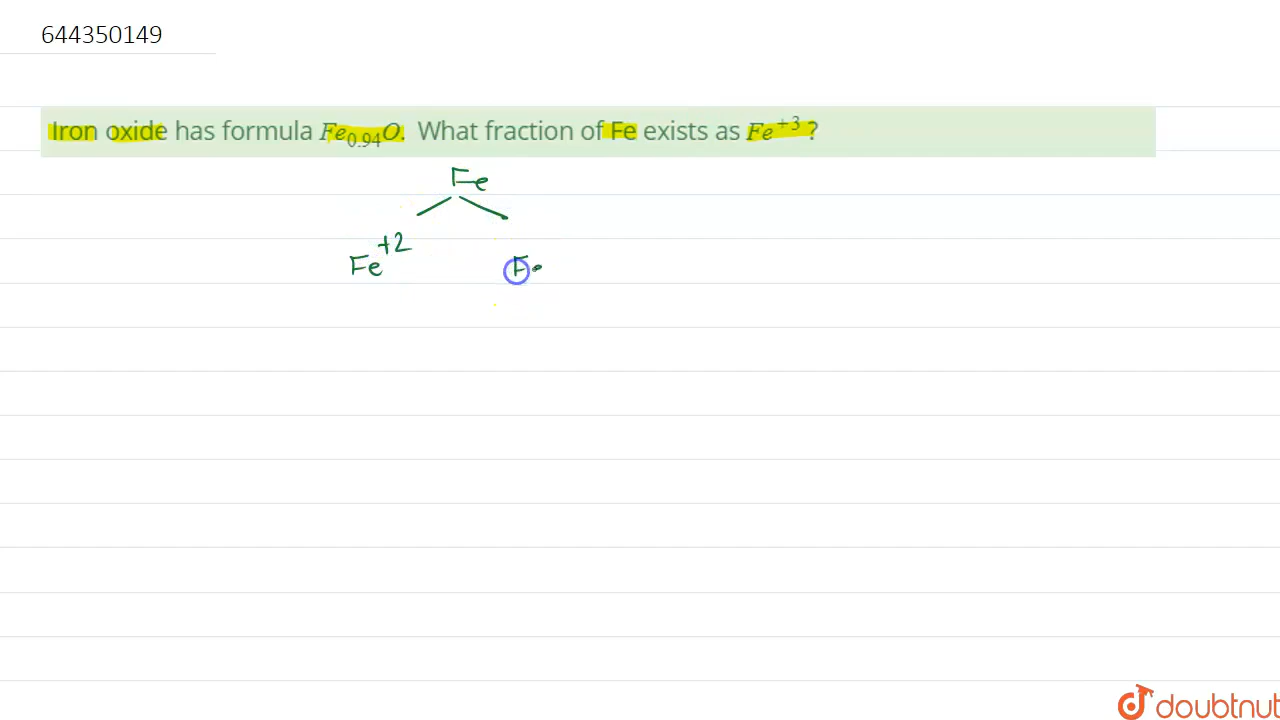 644350149
Iron oxide has formula Fe₀.₉₄O. What fraction of Fe exists as Fe⁺³?
Fe
Fe⁺² Fe
doubtnut